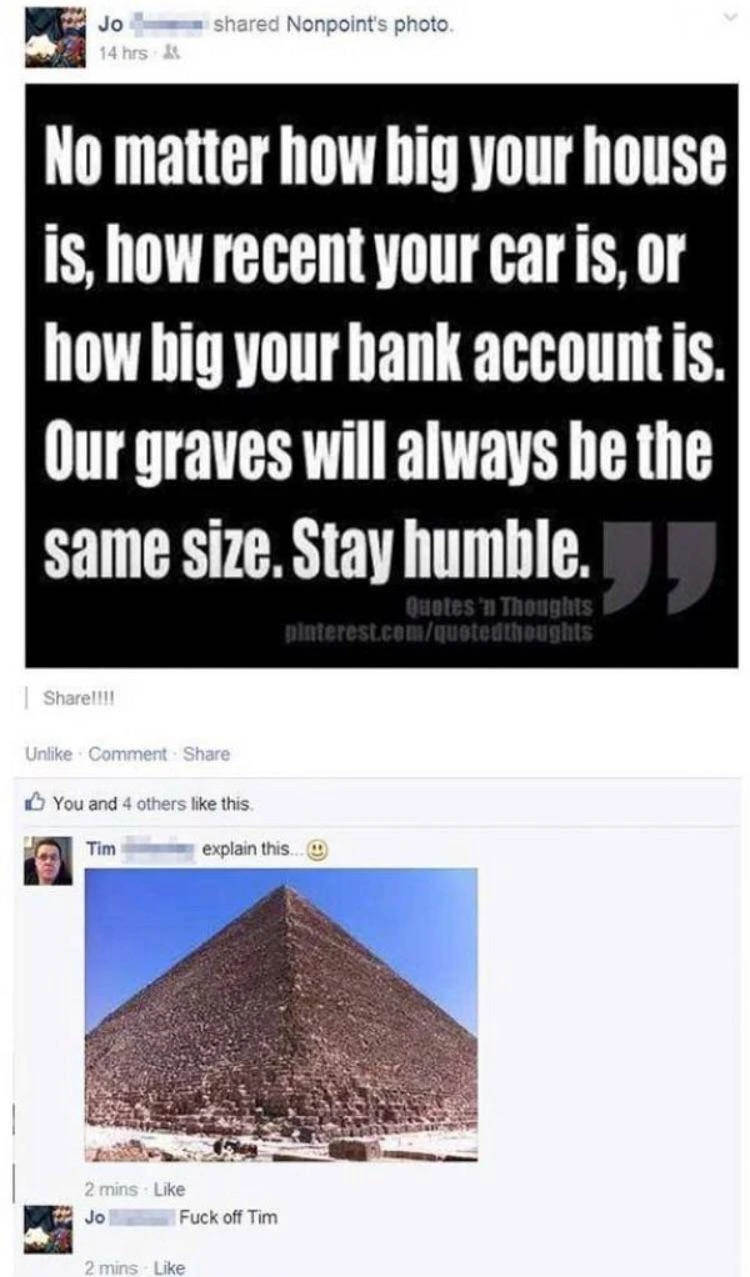 Jo shared Nonpoint's photo.
14 hrs
No matter how big your house
is, how recent your car is, or
how big your bank account is.
Our graves will always be the
same size. Stay humble.
Quotes 'n Thoughts
pinterest.com/quotedthoughts
Share!!!!
Unlike · Comment · Share
You and 4 others like this.
Tim explain this...
2 mins · Like
Jo Fuck off Tim
2 mins · Like